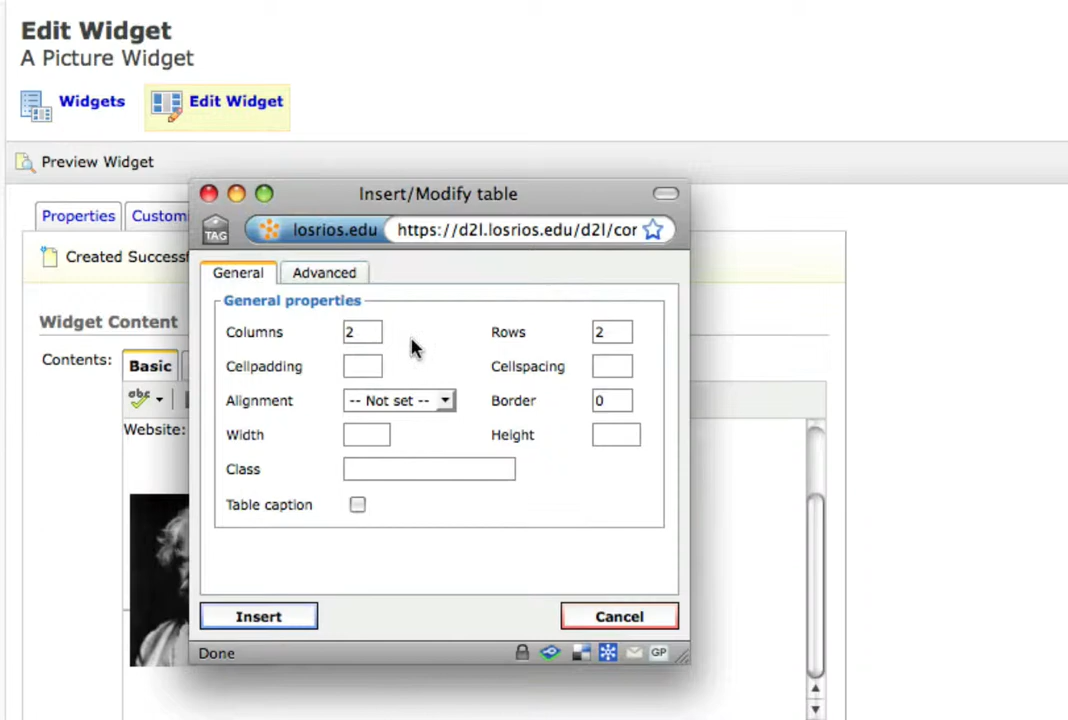 Edit Widget
A Picture Widget
Widgets
Edit Widget
Preview Widget
Insert/Modify table
TAG
losrios.edu
https://d2l.losrios.edu/d2l/cor
Properties
Custom
General
Advanced
Created Success
General properties
Columns 2 Rows 2
Widget Content
Contents: Basic
Cellpadding Cellspacing
abc
Alignment -- Not set -- Border 0
Website:
Width Height
Class
Table caption
Insert
Cancel
Done
GP